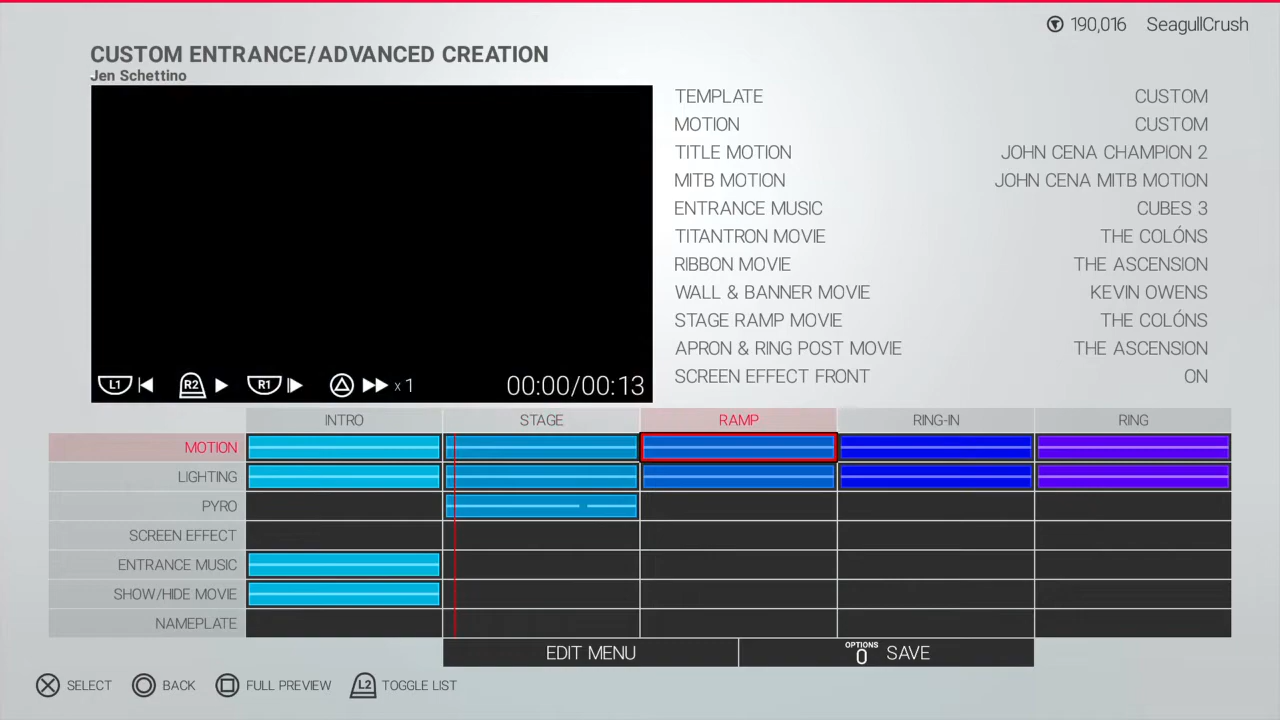 190,016 SeagullCrush
CUSTOM ENTRANCE/ADVANCED CREATION
Jen Schettino
TEMPLATE CUSTOM
MOTION CUSTOM
TITLE MOTION JOHN CENA CHAMPION 2
MITB MOTION JOHN CENA MITB MOTION
ENTRANCE MUSIC CUBES 3
TITANTRON MOVIE THE COLÓNS
RIBBON MOVIE THE ASCENSION
WALL & BANNER MOVIE KEVIN OWENS
STAGE RAMP MOVIE THE COLÓNS
APRON & RING POST MOVIE THE ASCENSION
SCREEN EFFECT FRONT ON
L1 R2 R1 x 1 00:00/00:13
INTRO STAGE RAMP RING-IN RING
MOTION
LIGHTING
PYRO
SCREEN EFFECT
ENTRANCE MUSIC
SHOW/HIDE MOVIE
NAMEPLATE
EDIT MENU OPTIONS SAVE
SELECT BACK FULL PREVIEW L2 TOGGLE LIST